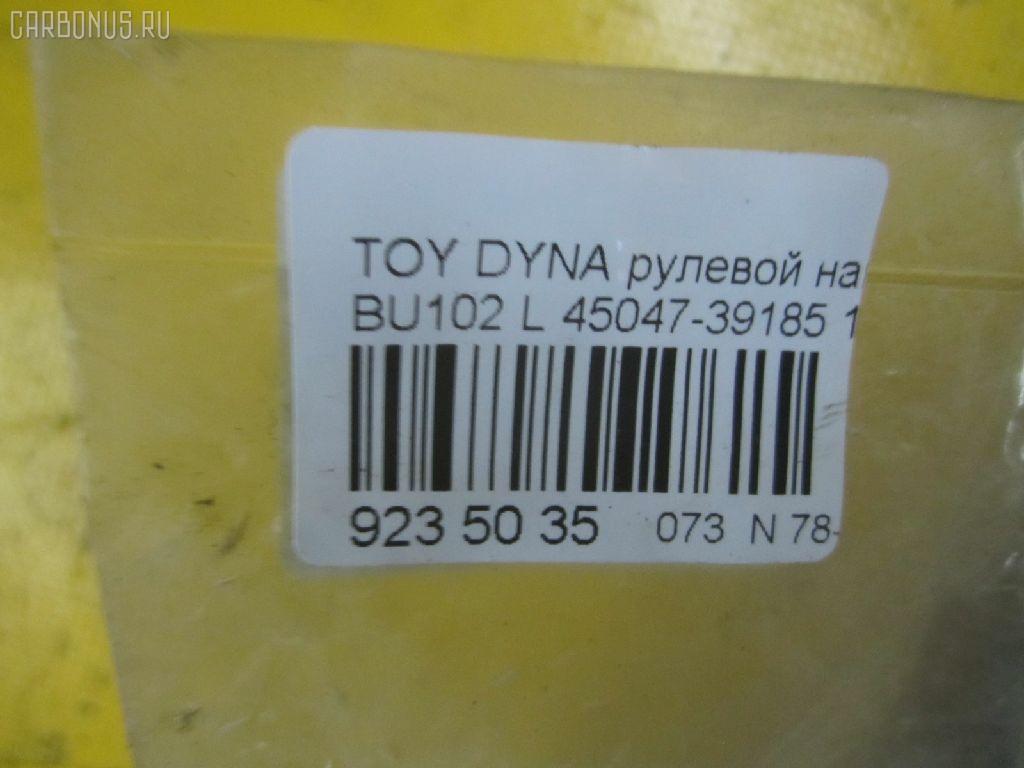 CARBONUS.RU
TOY DYNA рулевой на
BU102 L 45047-39185 1
923 50 35 073 N 78-